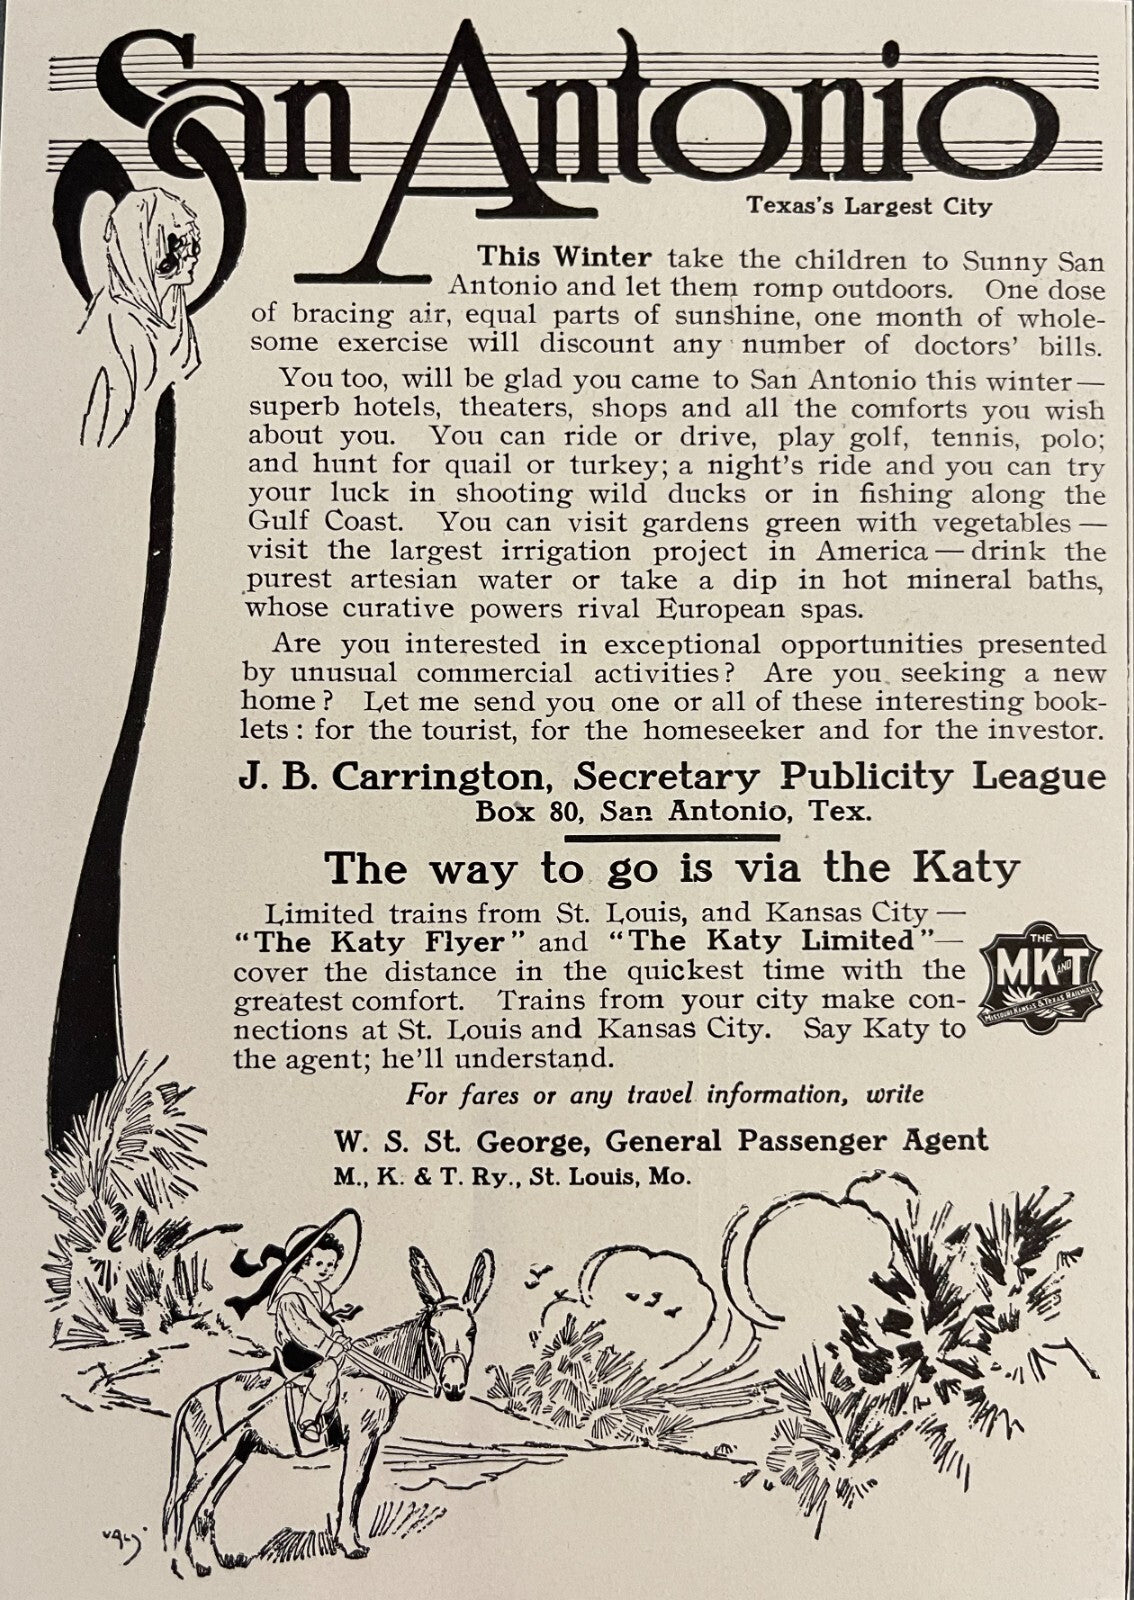 San Antonio
Texas's Largest City
This Winter take the children to Sunny San
Antonio and let them romp outdoors. One dose
of bracing air, equal parts of sunshine, one month of whole-
some exercise will discount any number of doctors' bills.
You too, will be glad you came to San Antonio this winter—
superb hotels, theaters, shops and all the comforts you wish
about you. You can ride or drive, play golf, tennis, polo;
and hunt for quail or turkey; a night's ride and you can try
your luck in shooting wild ducks or in fishing along the
Gulf Coast. You can visit gardens green with vegetables —
visit the largest irrigation project in America — drink the
purest artesian water or take a dip in hot mineral baths,
whose curative powers rival European spas.
Are you interested in exceptional opportunities presented
by unusual commercial activities? Are you seeking a new
home? Let me send you one or all of these interesting book-
lets: for the tourist, for the homeseeker and for the investor.
J. B. Carrington, Secretary Publicity League
Box 80, San Antonio, Tex.
The way to go is via the Katy
Limited trains from St. Louis, and Kansas City —
"The Katy Flyer" and "The Katy Limited"—
cover the distance in the quickest time with the
greatest comfort. Trains from your city make con-
nections at St. Louis and Kansas City. Say Katy to
the agent; he'll understand.
THE
MK AND T
MISSOURI KANSAS & TEXAS RAILWAY
For fares or any travel information, write
W. S. St. George, General Passenger Agent
M., K. & T. Ry., St. Louis, Mo.